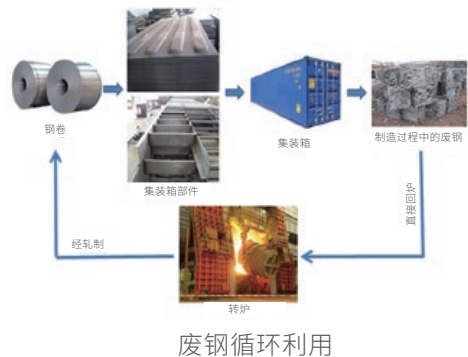 钢卷
集装箱部件
集装箱
制造过程中的废钢
直接回炉
经轧制
转炉
废钢循环利用